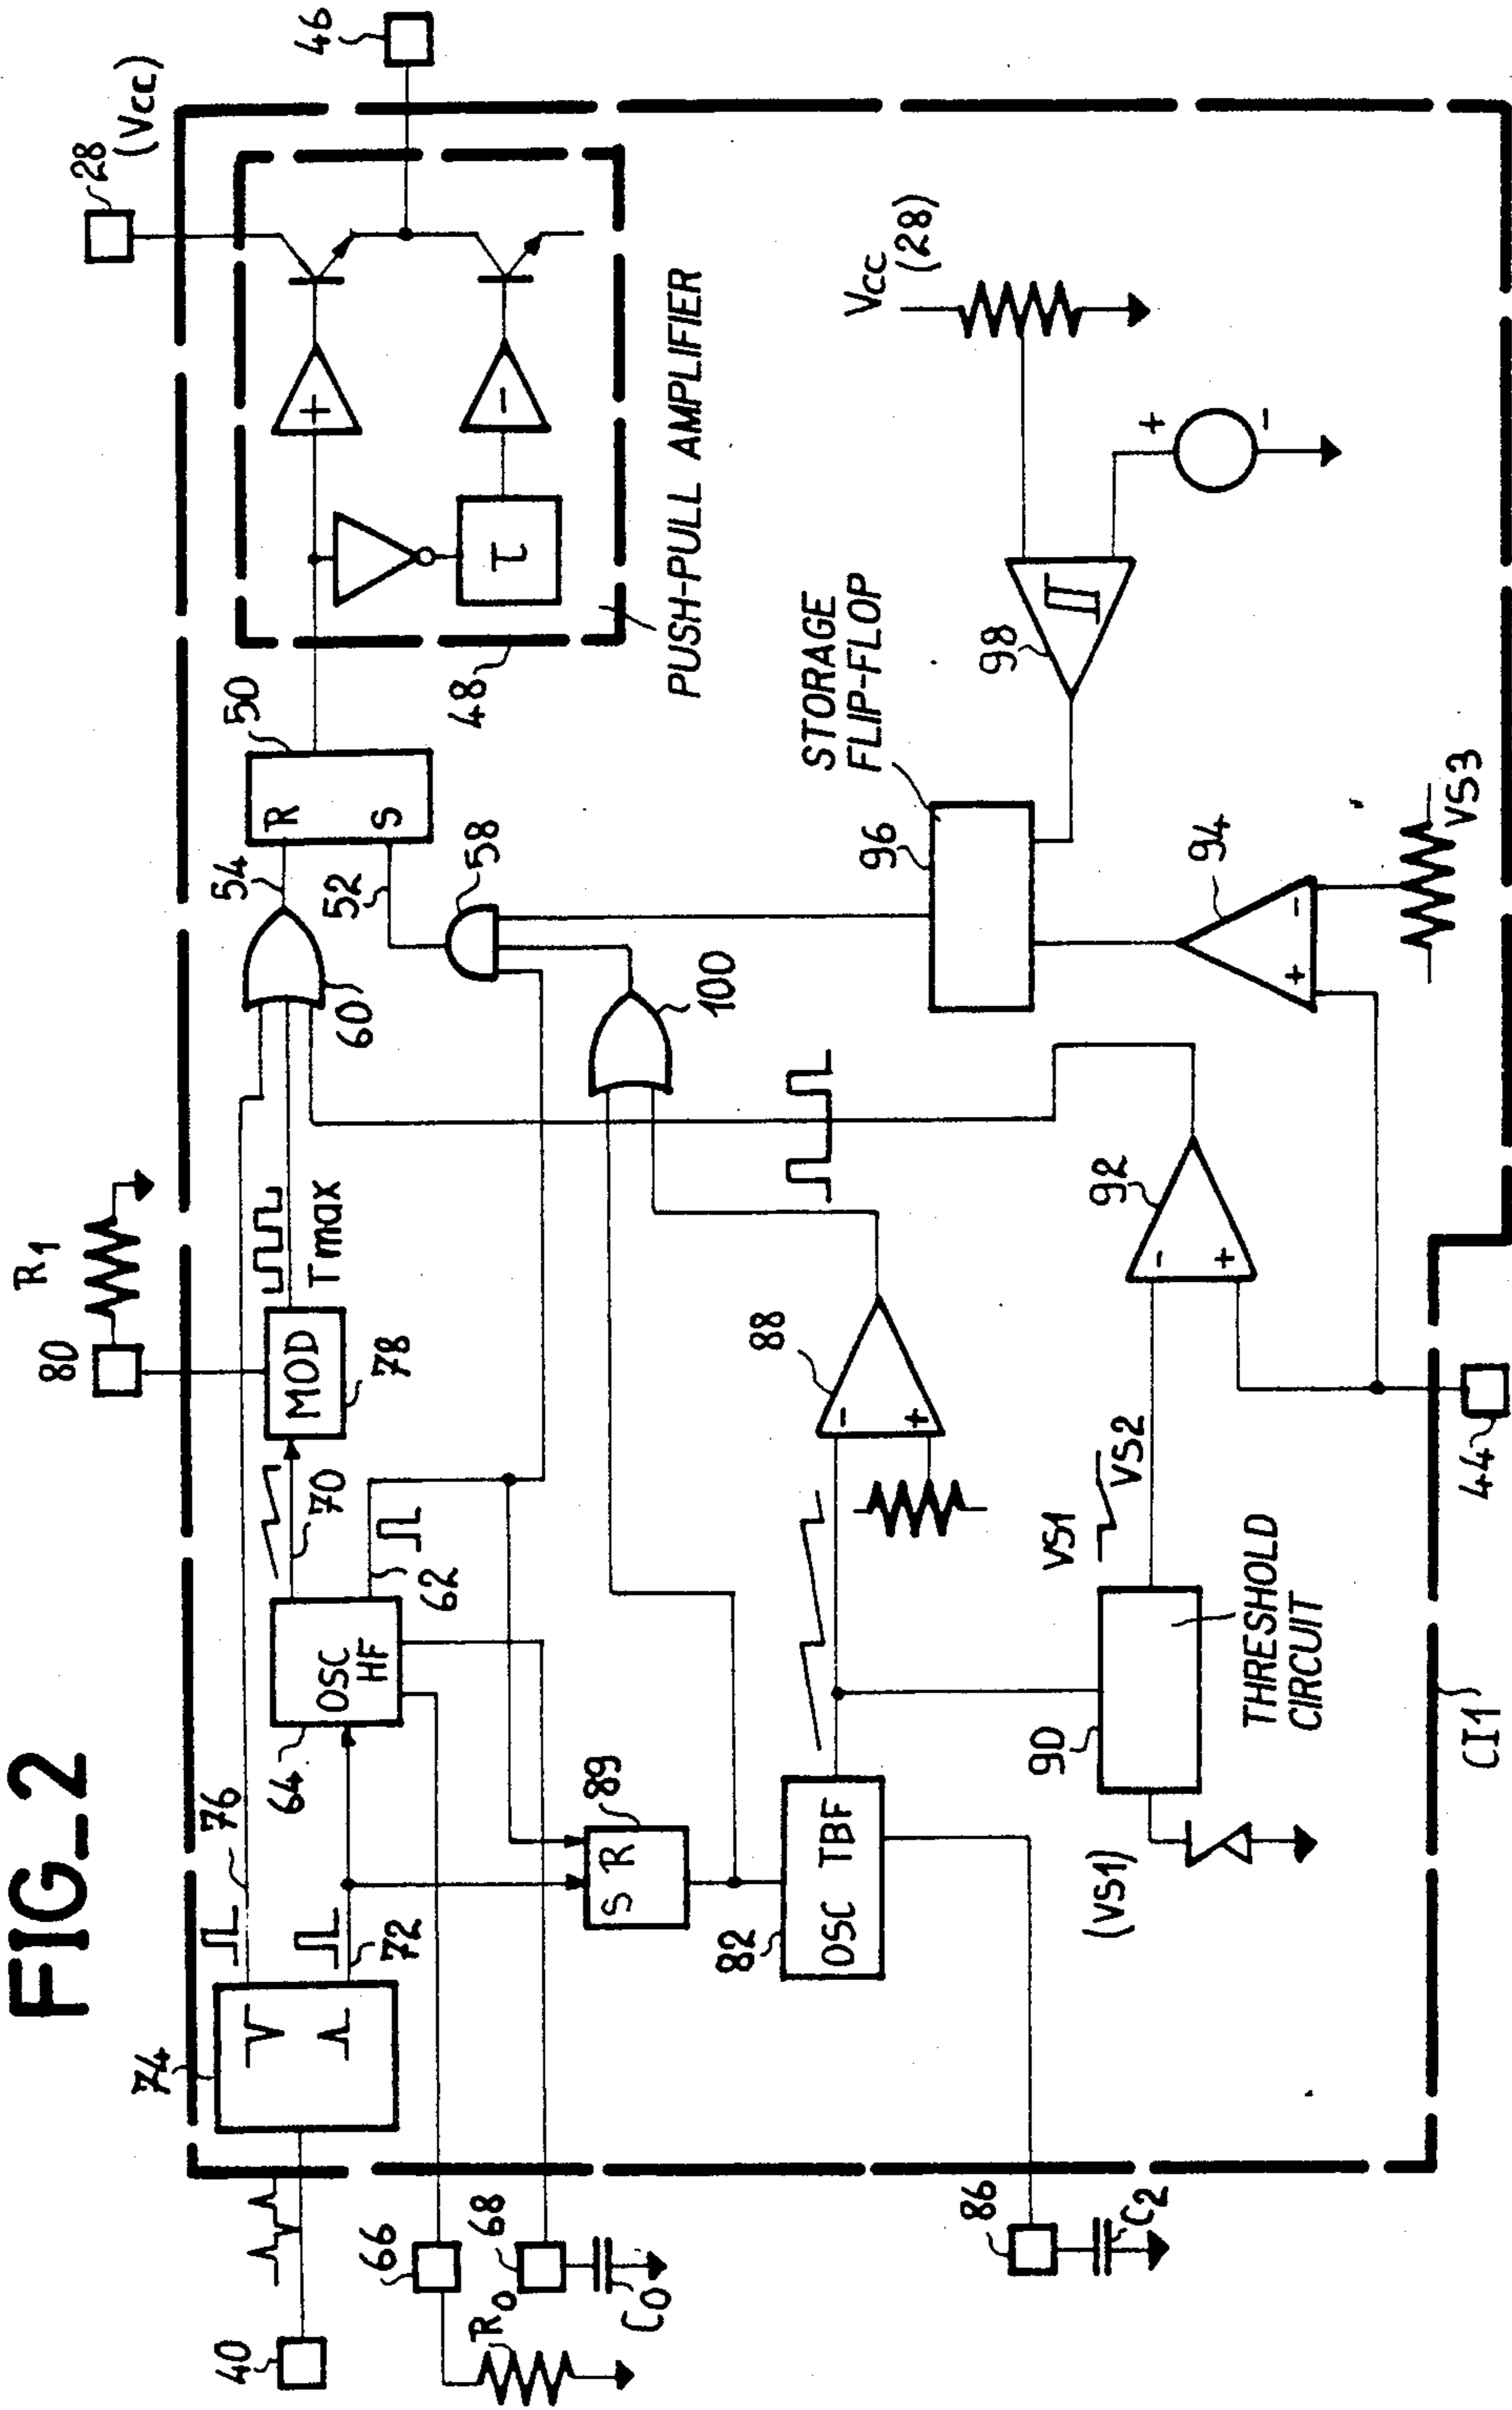 FIG_2
40
74
76
72
64
OSC
HF
62
70
MOD
78
80
R1
Tmax
60
54
52
R
S
50
58
100
48
PUSH-PULL AMPLIFIER
+
-
τ
28
(Vcc)
46
66
R0
68
C0
S R
89
82
OSC TBF
86
C2
88
-
+
90
(VS1)
VS1
VS2
THRESHOLD
CIRCUIT
92
-
+
94
+
-
VS3
96
STORAGE
FLIP-FLOP
98
Vcc
(28)
+
-
44
CI1